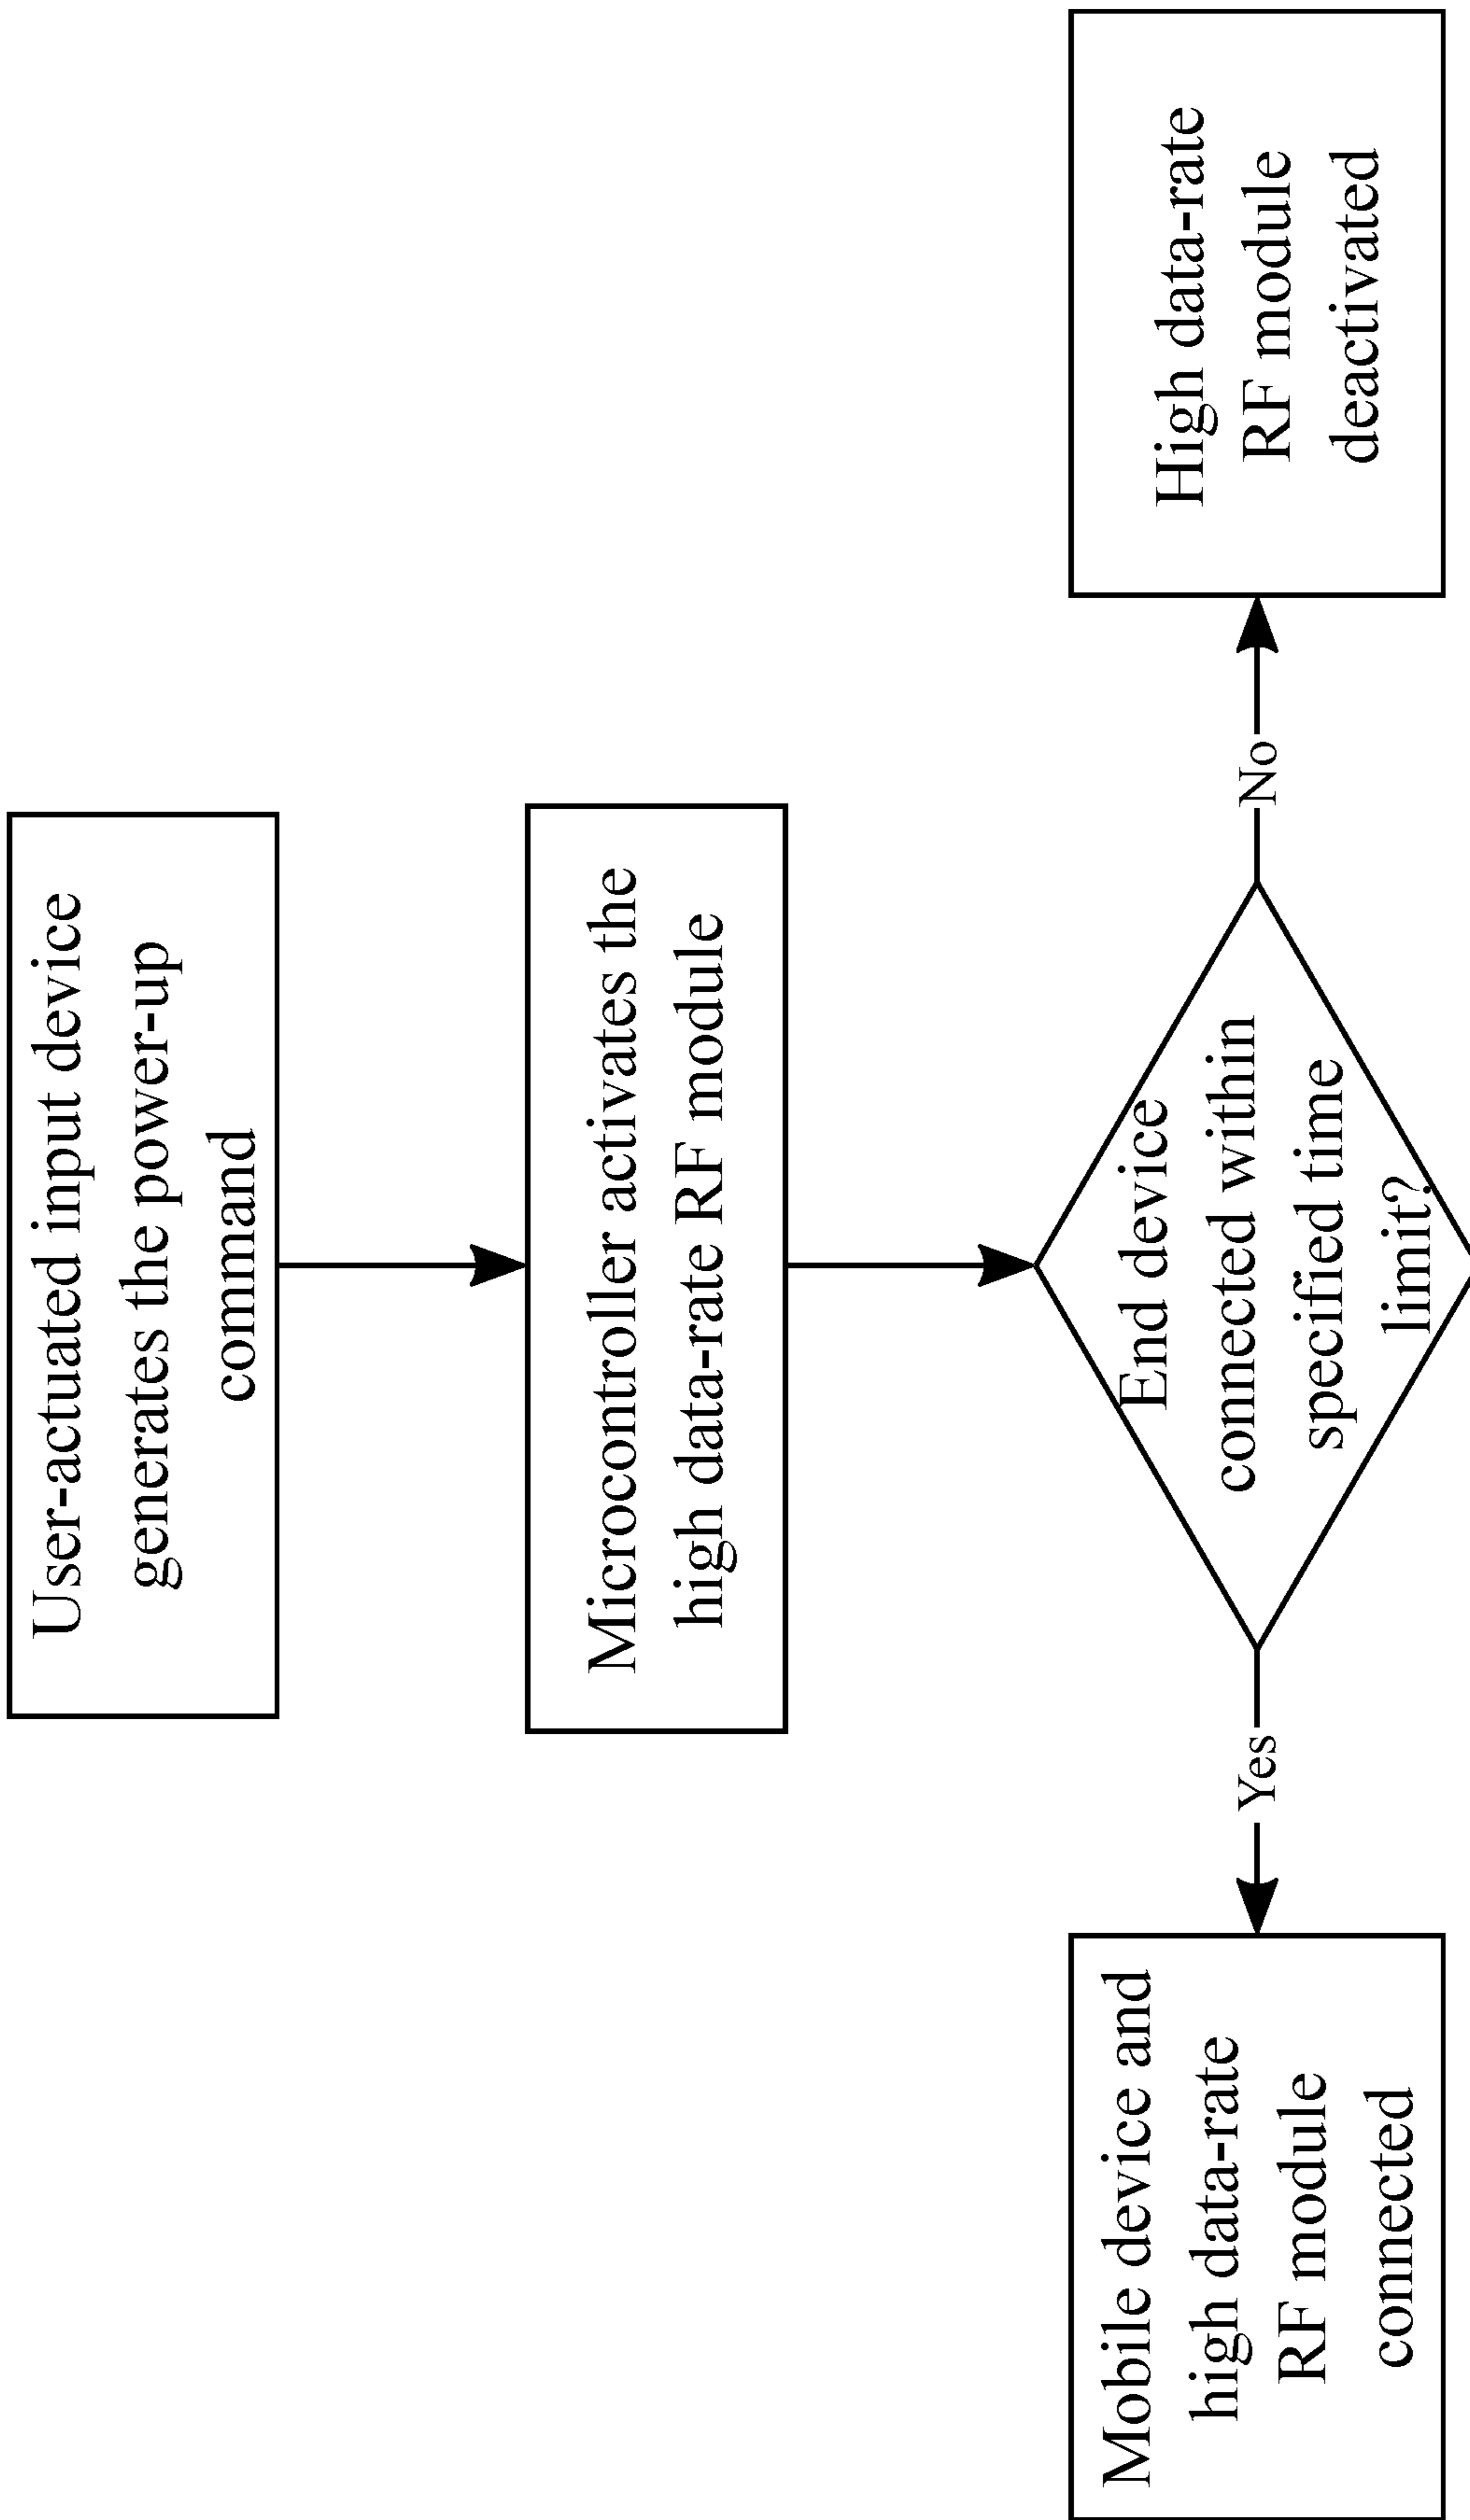 User-actuated input device
generates the power-up
command
Microcontroller activates the
high data-rate RF module
End device
connected within
specified time
limit?
Yes
No
Mobile device and
high data-rate
RF module
connected
High data-rate
RF module
deactivated